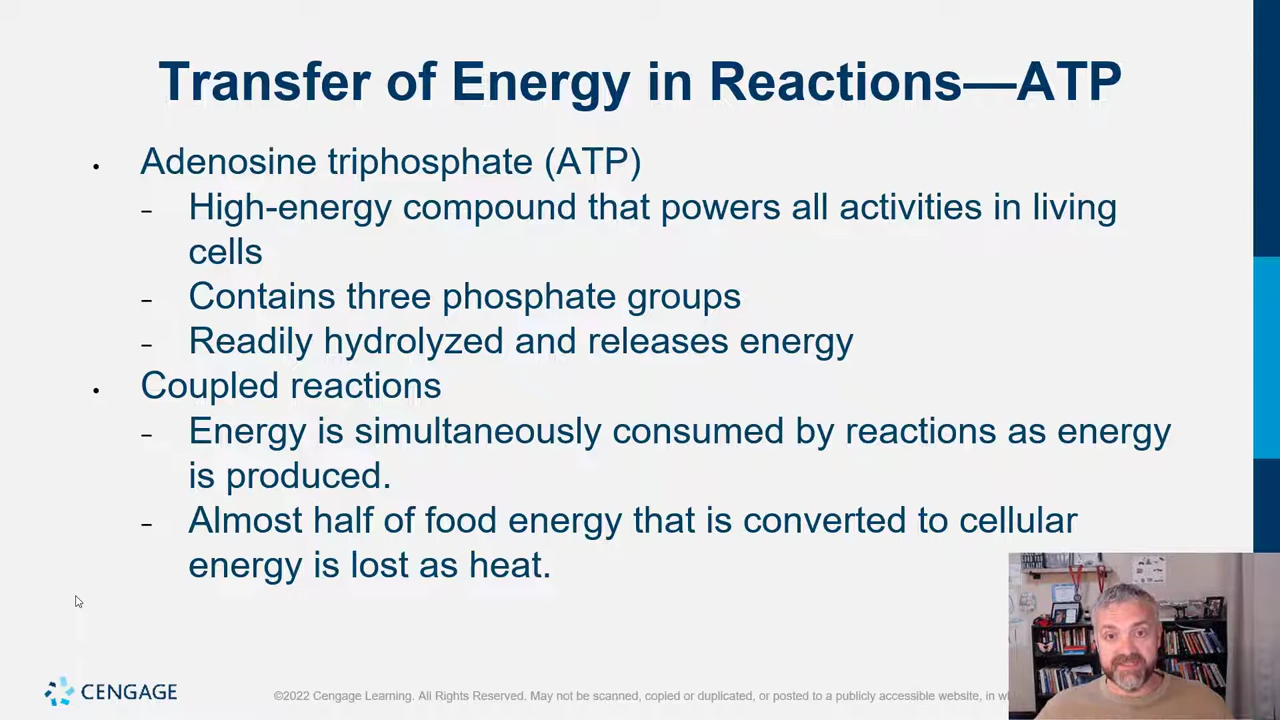 Transfer of Energy in Reactions—ATP
• Adenosine triphosphate (ATP)
– High-energy compound that powers all activities in living
cells
– Contains three phosphate groups
– Readily hydrolyzed and releases energy
• Coupled reactions
– Energy is simultaneously consumed by reactions as energy
is produced.
– Almost half of food energy that is converted to cellular
energy is lost as heat.
CENGAGE
©2022 Cengage Learning. All Rights Reserved. May not be scanned, copied or duplicated, or posted to a publicly accessible website, in